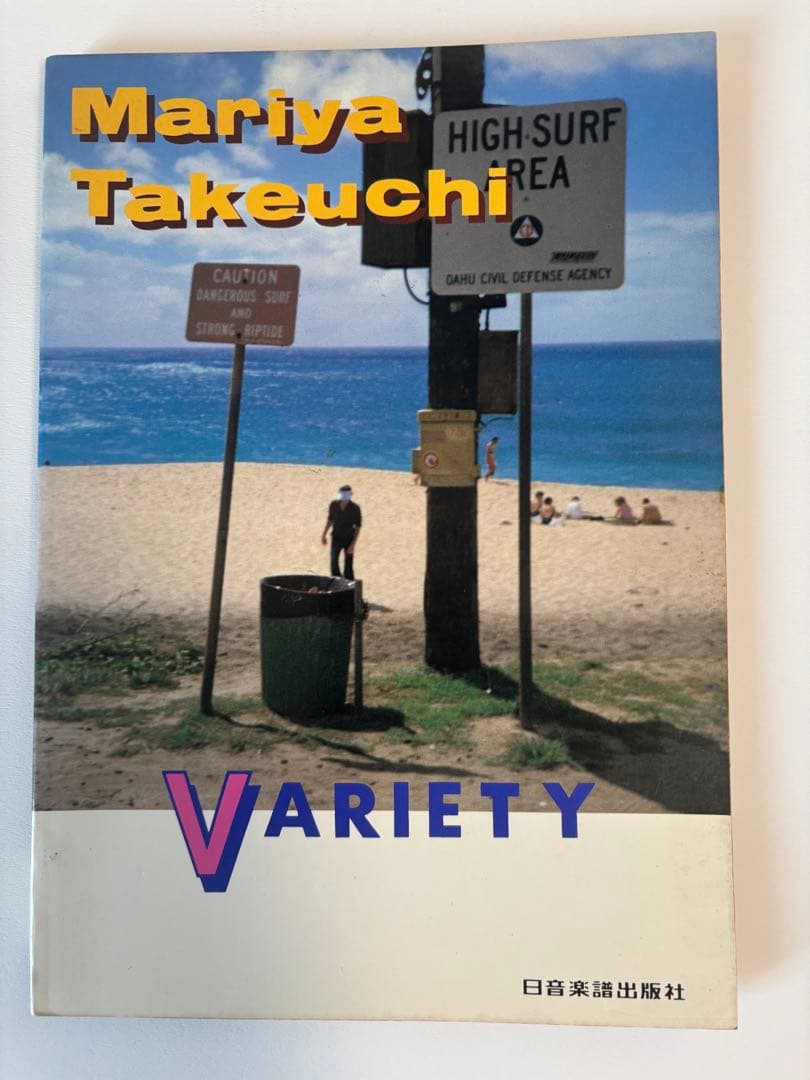 Mariya
Takeuchi
HIGH SURF
AREA
OAHU CIVIL DEFENSE AGENCY
CAUTION
DANGEROUS SURF
AND
STRONG RIPTIDE
VARIETY
日音楽譜出版社